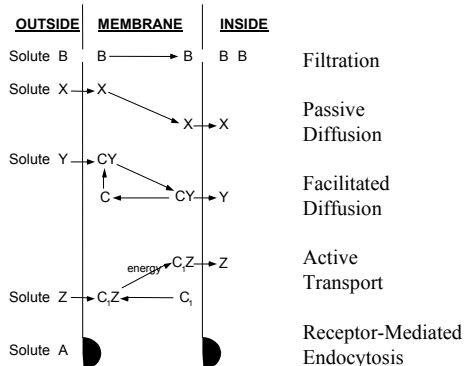 OUTSIDE MEMBRANE INSIDE
Solute B B B B B Filtration
Solute X X
X X Passive
Diffusion
Solute Y CY
C CY Y Facilitated
Diffusion
energy C₁Z Z Active
Transport
Solute Z C₁Z C₁
Receptor-Mediated
Solute A Endocytosis